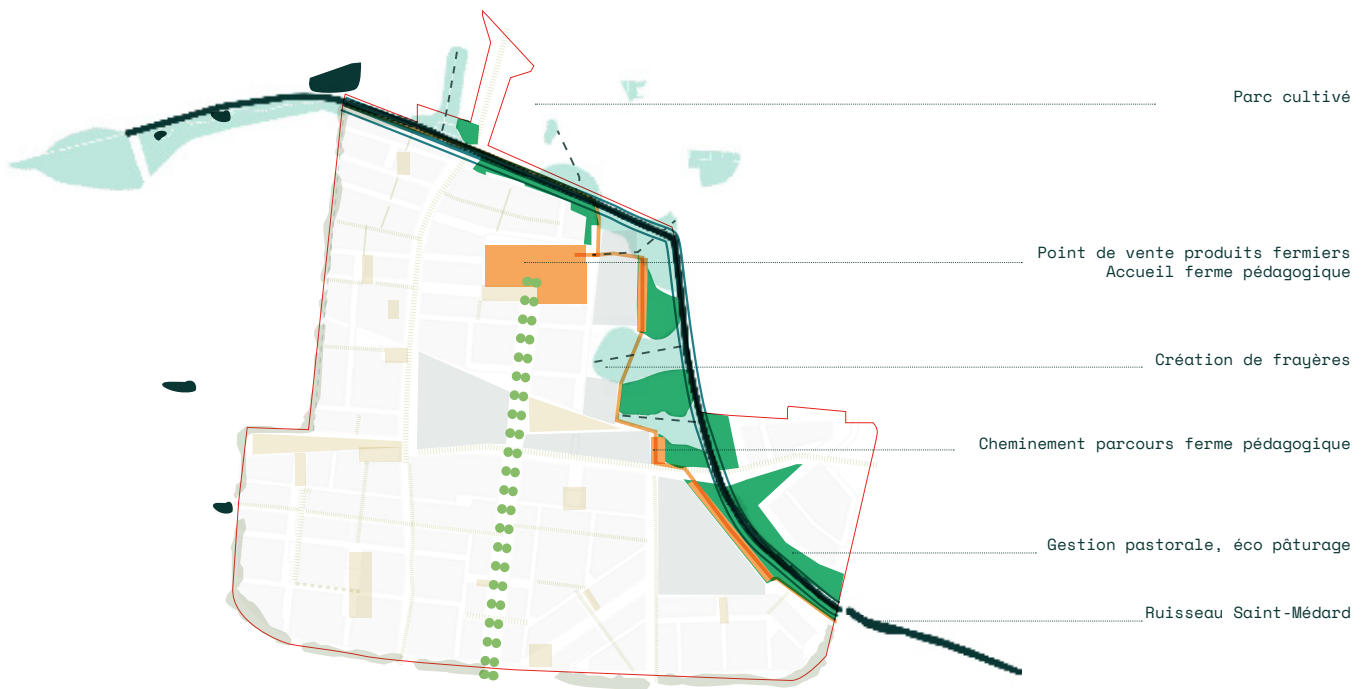 Parc cultivé
Point de vente produits fermiers
Accueil ferme pédagogique
Création de frayères
Cheminement parcours ferme pédagogique
Gestion pastorale, éco pâturage
Ruisseau Saint-Médard